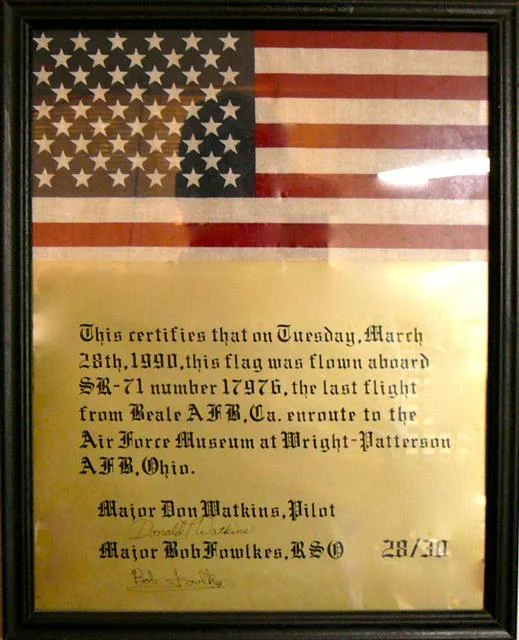 This certifies that on Tuesday, March
28th, 1990, this flag was flown aboard
SR-71 number 17976, the last flight
from Beale AFB, Ca. enroute to the
Air Force Museum at Wright-Patterson
AFB, Ohio.
Major Don Watkins, Pilot
Donald T Watkins
Major Bob Fowlkes, RSO 28/30
Bob Fowlkes